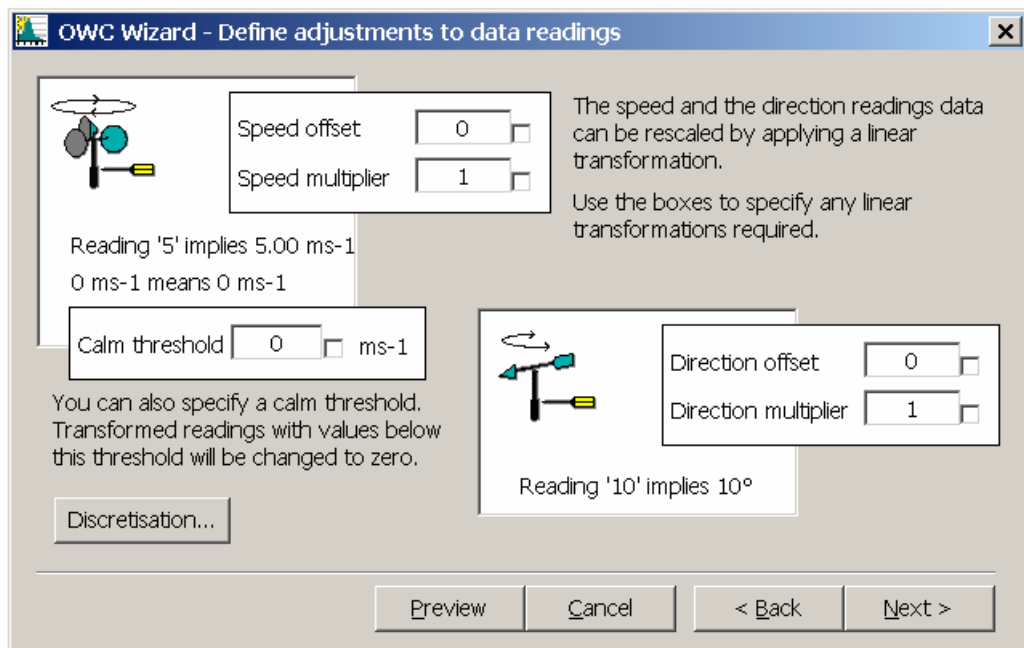 OWC Wizard - Define adjustments to data readings
Speed offset 0
Speed multiplier 1
Reading '5' implies 5.00 ms-1
0 ms-1 means 0 ms-1
Calm threshold 0 ms-1
You can also specify a calm threshold.
Transformed readings with values below
this threshold will be changed to zero.
Discretisation...
The speed and the direction readings data
can be rescaled by applying a linear
transformation.
Use the boxes to specify any linear
transformations required.
Direction offset 0
Direction multiplier 1
Reading '10' implies 10°
Preview
Cancel
< Back
Next >